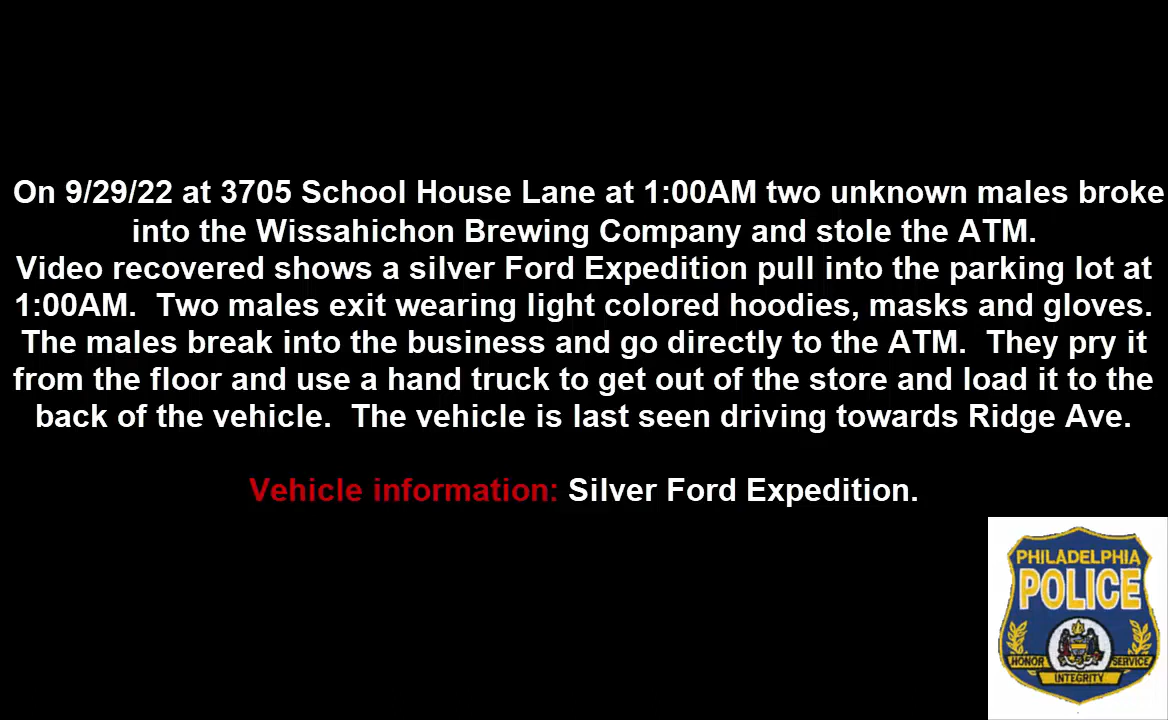 On 9/29/22 at 3705 School House Lane at 1:00AM two unknown males broke
into the Wissahichon Brewing Company and stole the ATM.
Video recovered shows a silver Ford Expedition pull into the parking lot at
1:00AM.  Two males exit wearing light colored hoodies, masks and gloves.
The males break into the business and go directly to the ATM.  They pry it
from the floor and use a hand truck to get out of the store and load it to the
back of the vehicle.  The vehicle is last seen driving towards Ridge Ave.
Vehicle information: Silver Ford Expedition.
PHILADELPHIA
POLICE
HONOR SERVICE
INTEGRITY